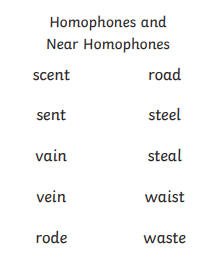 Homophones and
Near Homophones
scent road
sent steel
vain steal
vein waist
rode waste